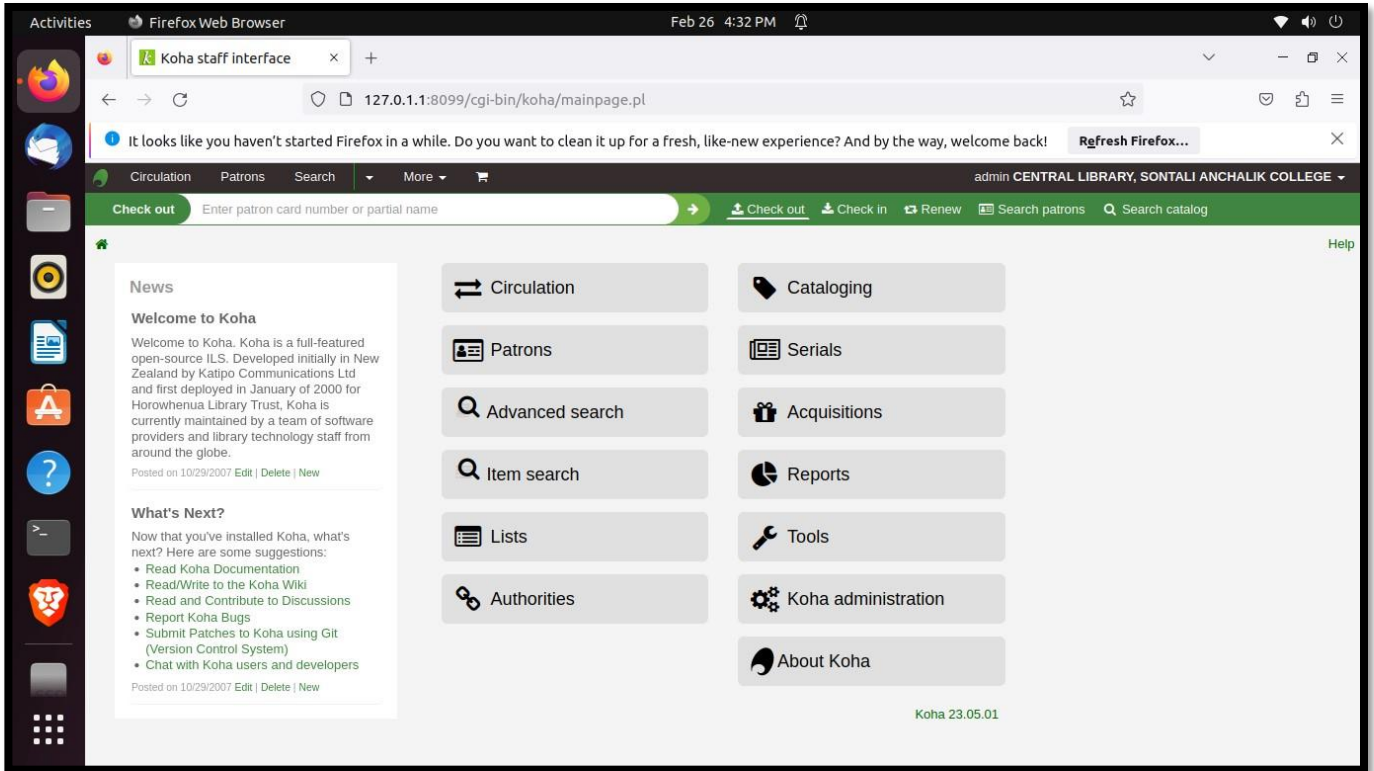 Activities Firefox Web Browser Feb 26 4:32 PM
Koha staff interface
127.0.1.1:8099/cgi-bin/koha/mainpage.pl
It looks like you haven't started Firefox in a while. Do you want to clean it up for a fresh, like-new experience? And by the way, welcome back! Refresh Firefox...
Circulation Patrons Search More admin CENTRAL LIBRARY, SONTALI ANCHALIK COLLEGE
Check out Enter patron card number or partial name Check out Check in Renew Search patrons Search catalog
Help
News
Welcome to Koha
Welcome to Koha. Koha is a full-featured
open-source ILS. Developed initially in New
Zealand by Katipo Communications Ltd
and first deployed in January of 2000 for
Horowhenua Library Trust, Koha is
currently maintained by a team of software
providers and library technology staff from
around the globe.
Posted on 10/29/2007 Edit | Delete | New
What's Next?
Now that you've installed Koha, what's
next? Here are some suggestions:
• Read Koha Documentation
• Read/Write to the Koha Wiki
• Read and Contribute to Discussions
• Report Koha Bugs
• Submit Patches to Koha using Git
(Version Control System)
• Chat with Koha users and developers
Posted on 10/29/2007 Edit | Delete | New
Circulation
Patrons
Advanced search
Item search
Lists
Authorities
Cataloging
Serials
Acquisitions
Reports
Tools
Koha administration
About Koha
Koha 23.05.01